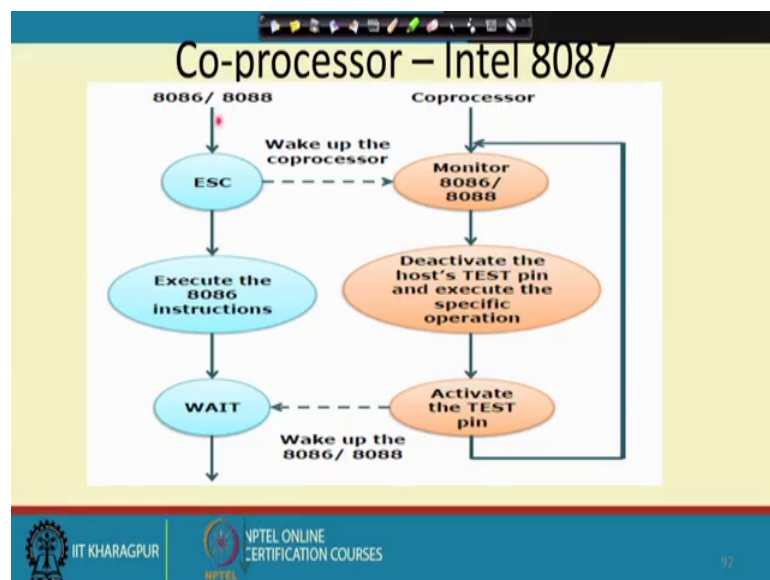 Co-processor – Intel 8087
8086/ 8088
Coprocessor
Wake up the
coprocessor
ESC
Monitor
8086/
8088
Execute the
8086
instructions
Deactivate the
host's TEST pin
and execute the
specific
operation
WAIT
Activate
the TEST
pin
Wake up the
8086/ 8088
IIT KHARAGPUR
NPTEL
NPTEL ONLINE
CERTIFICATION COURSES
92